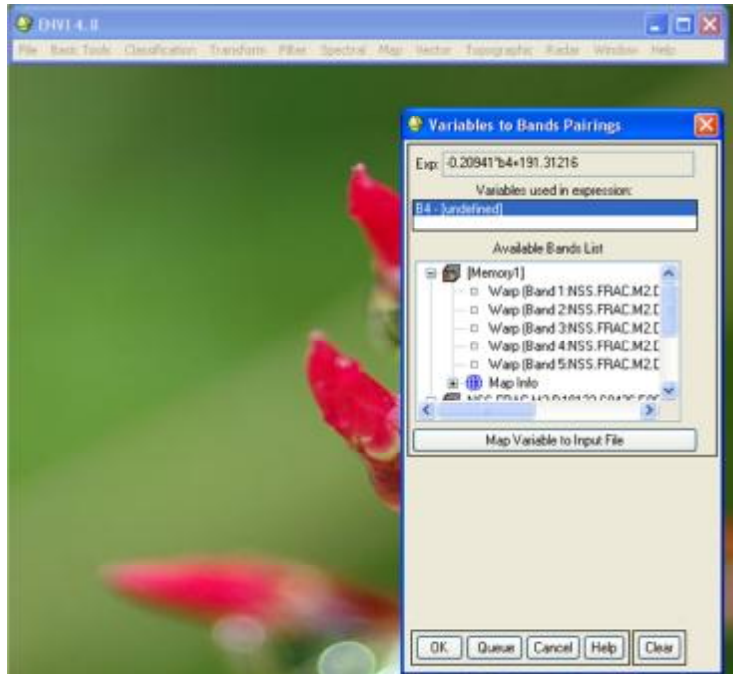 ENVI 4.8
File Basic Tools Classification Transform Filter Spectral Map Vector Topographic Radar Window Help
Variables to Bands Pairings
Exp: -0.20941*b4+191.31216
Variables used in expression:
B4 - [undefined]
Available Bands List
[Memory1]
Warp (Band 1:NSS.FRAC.M2.D
Warp (Band 2:NSS.FRAC.M2.D
Warp (Band 3:NSS.FRAC.M2.D
Warp (Band 4:NSS.FRAC.M2.D
Warp (Band 5:NSS.FRAC.M2.D
Map Info
Map Variable to Input File
OK Queue Cancel Help Clear